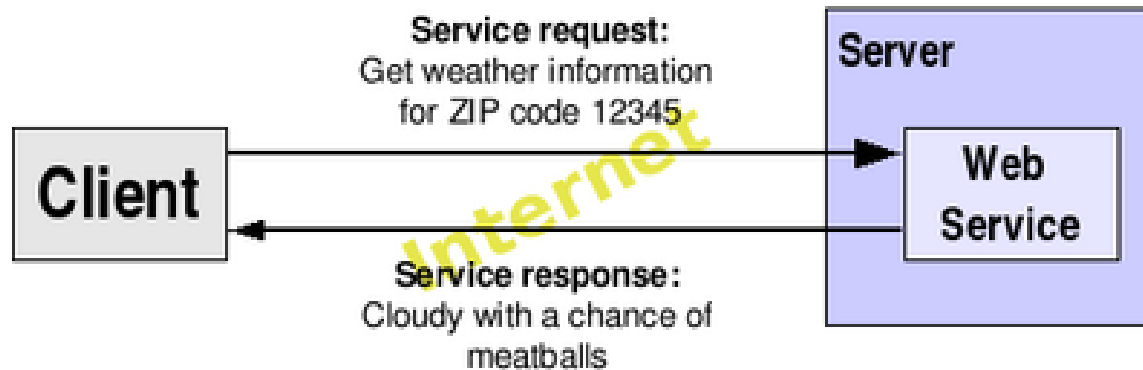 Service request:
Get weather information
for ZIP code 12345
Server
Client
Internet
Web
Service
Service response:
Cloudy with a chance of
meatballs